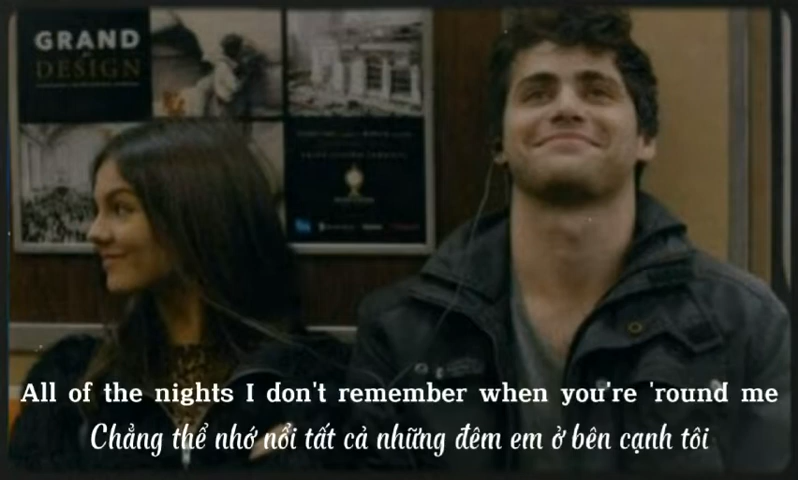 GRAND
DESIGN
All of the nights I don't remember when you're 'round me
Chẳng thể nhớ nổi tất cả những đêm em ở bên cạnh tôi